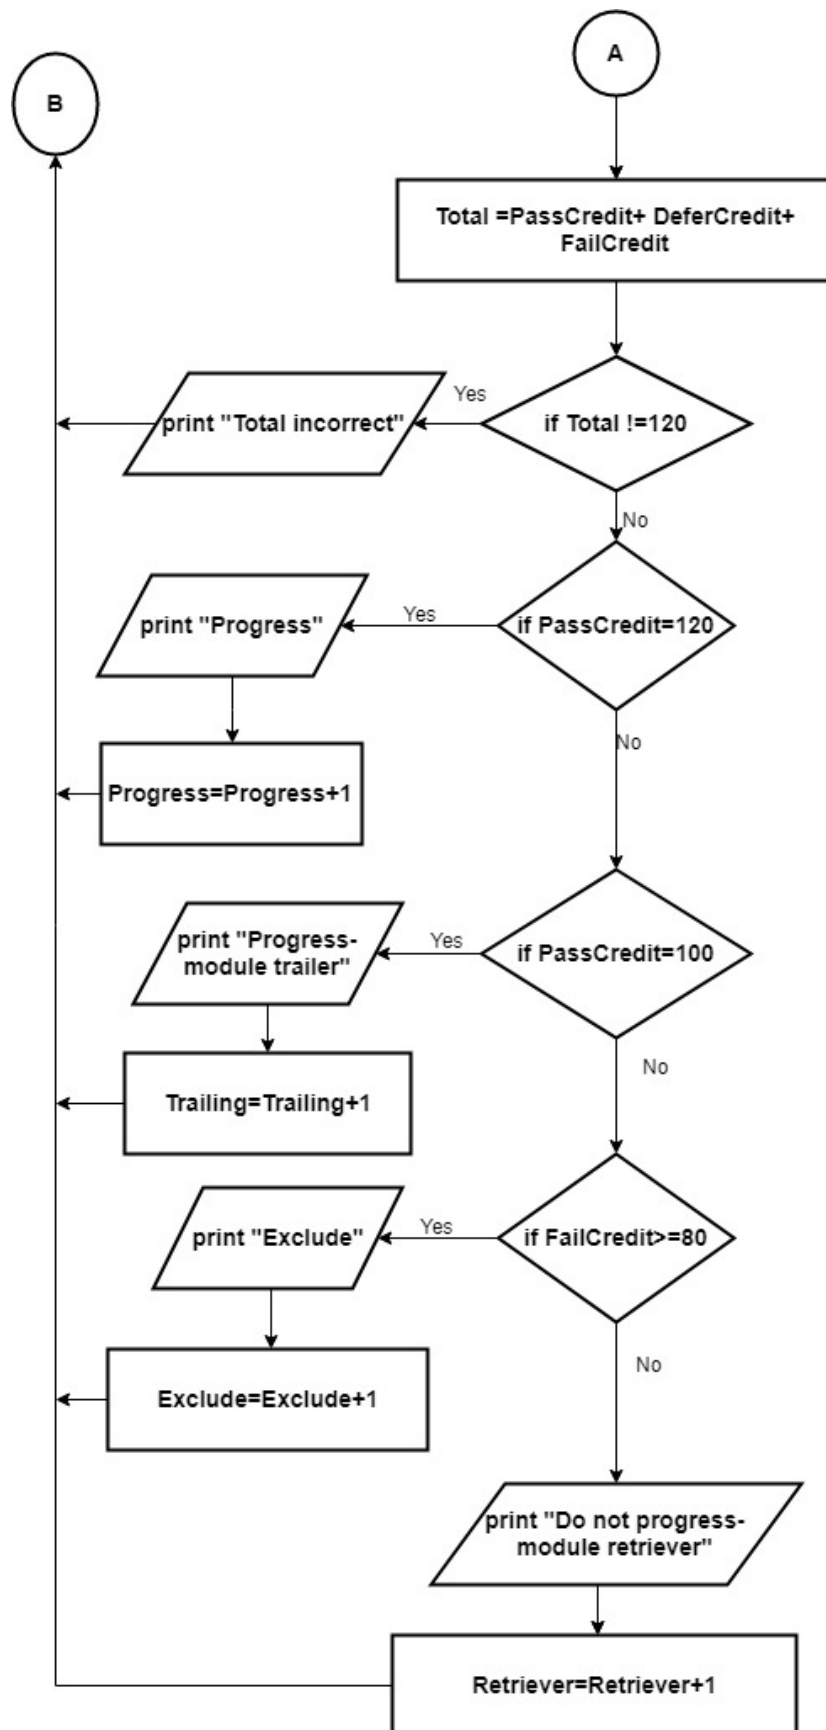 A
B
Total =PassCredit+ DeferCredit+
FailCredit
if Total !=120
Yes
print "Total incorrect"
No
if PassCredit=120
Yes
print "Progress"
Progress=Progress+1
No
if PassCredit=100
Yes
print "Progress-
module trailer"
Trailing=Trailing+1
No
if FailCredit>=80
Yes
print "Exclude"
Exclude=Exclude+1
No
print "Do not progress-
module retriever"
Retriever=Retriever+1